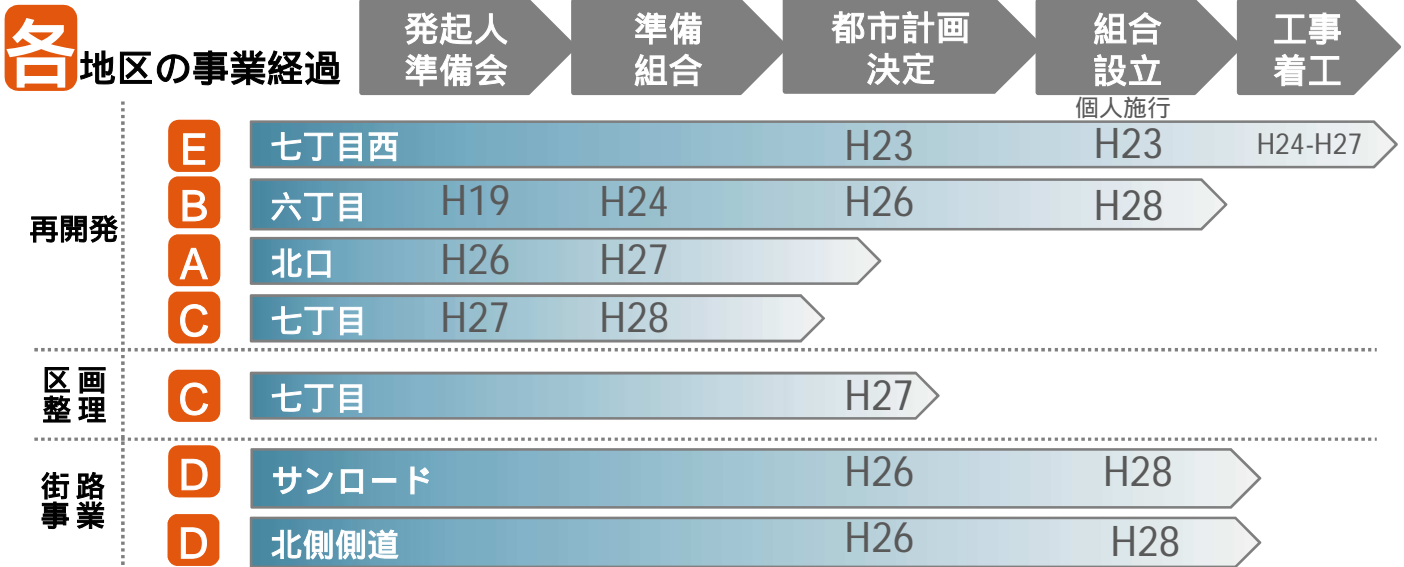 各地区の事業経過
発起人
準備会
準備
組合
都市計画
決定
組合
設立
工事
着工
個人施行
再開発
E 七丁目西 H23 H23 H24-H27
B 六丁目 H19 H24 H26 H28
A 北口 H26 H27
C 七丁目 H27 H28
区画
整理
C 七丁目 H27
街路
事業
D サンロード H26 H28
D 北側側道 H26 H28